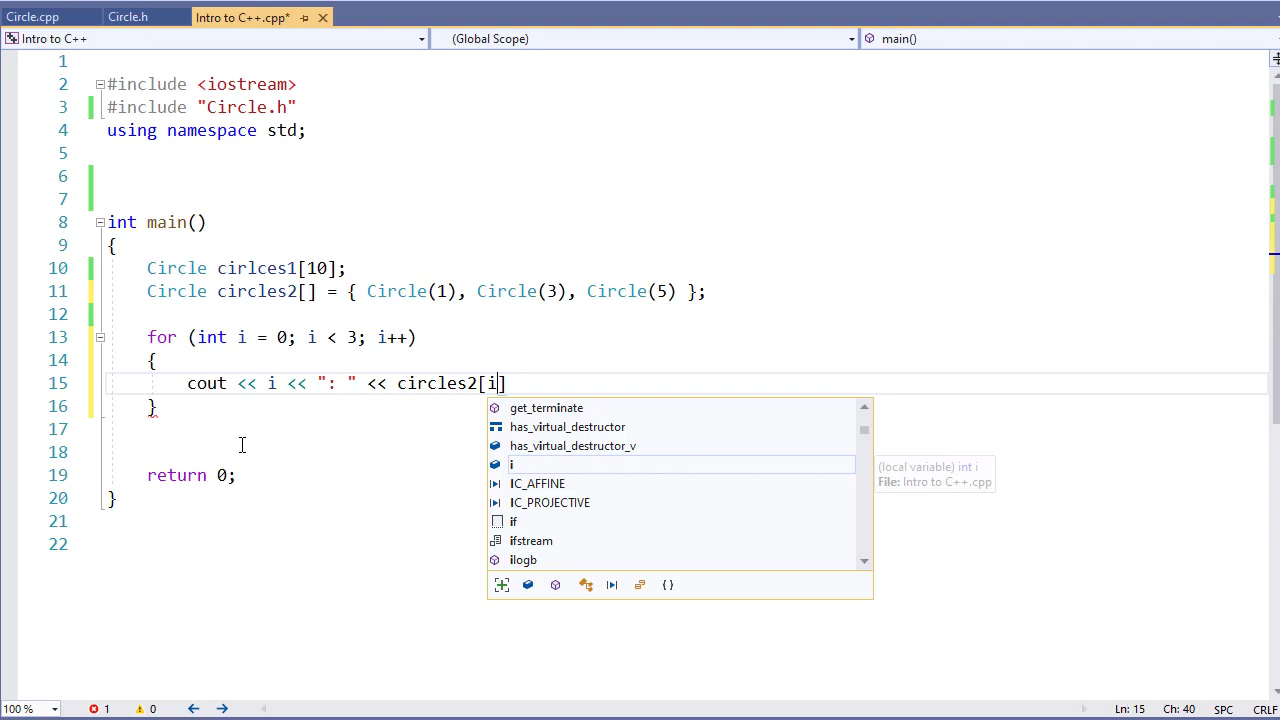 Circle.cpp Circle.h Intro to C++.cpp*
Intro to C++ (Global Scope) main()
1
2 #include <iostream>
3 #include "Circle.h"
4 using namespace std;
5
6
7
8 int main()
9 {
10 Circle cirlces1[10];
11 Circle circles2[] = { Circle(1), Circle(3), Circle(5) };
12
13 for (int i = 0; i < 3; i++)
14 {
15 cout << i << ": " << circles2[i]
16 }
17
18
19 return 0;
20 }
21
22
get_terminate
has_virtual_destructor
has_virtual_destructor_v
i
IC_AFFINE
IC_PROJECTIVE
if
ifstream
ilogb
(local variable) int i
File: Intro to C++.cpp
100 % 1 0 Ln: 15 Ch: 40 SPC CRLF